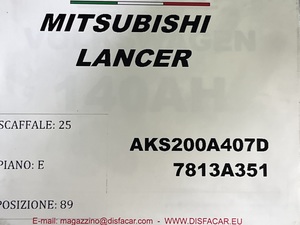 MITSUBISHI
LANCER
SCAFFALE: 25
AKS200A407D
PIANO: E
7813A351
POSIZIONE: 89
E-mail: magazzino@disfacar.com - www.DISFACAR.EU